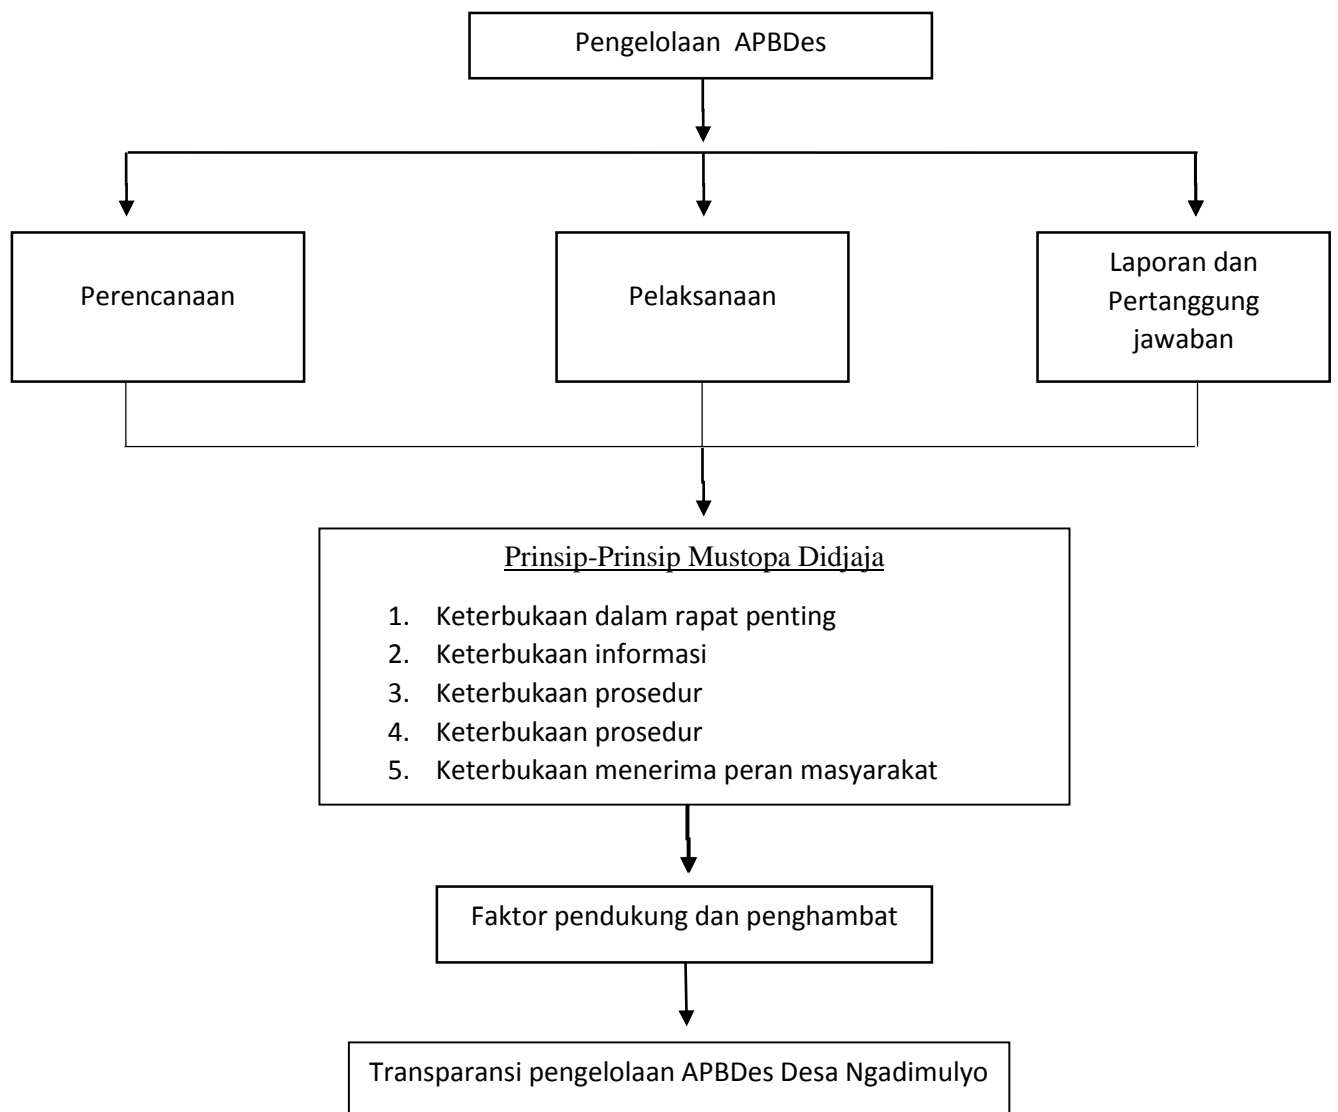 Pengelolaan APBDes
Perencanaan
Pelaksanaan
Laporan dan
Pertanggung
jawaban
Prinsip-Prinsip Mustopa Didjaja
1. Keterbukaan dalam rapat penting
2. Keterbukaan informasi
3. Keterbukaan prosedur
4. Keterbukaan prosedur
5. Keterbukaan menerima peran masyarakat
Faktor pendukung dan penghambat
Transparansi pengelolaan APBDes Desa Ngadimulyo